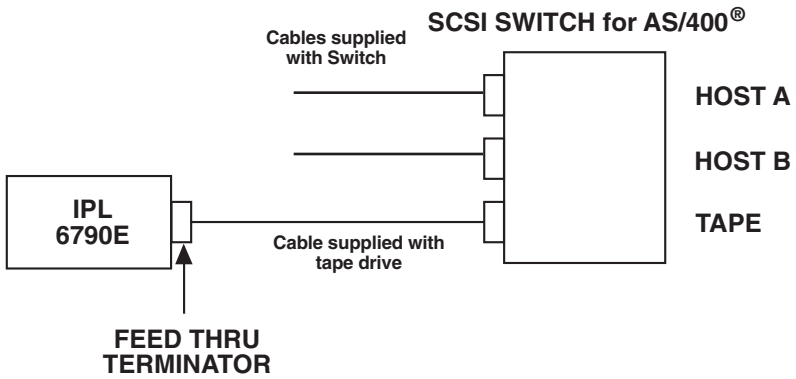 SCSI SWITCH for AS/400®
Cables supplied
with Switch
HOST A
HOST B
IPL
6790E
TAPE
Cable supplied with
tape drive
FEED THRU
TERMINATOR